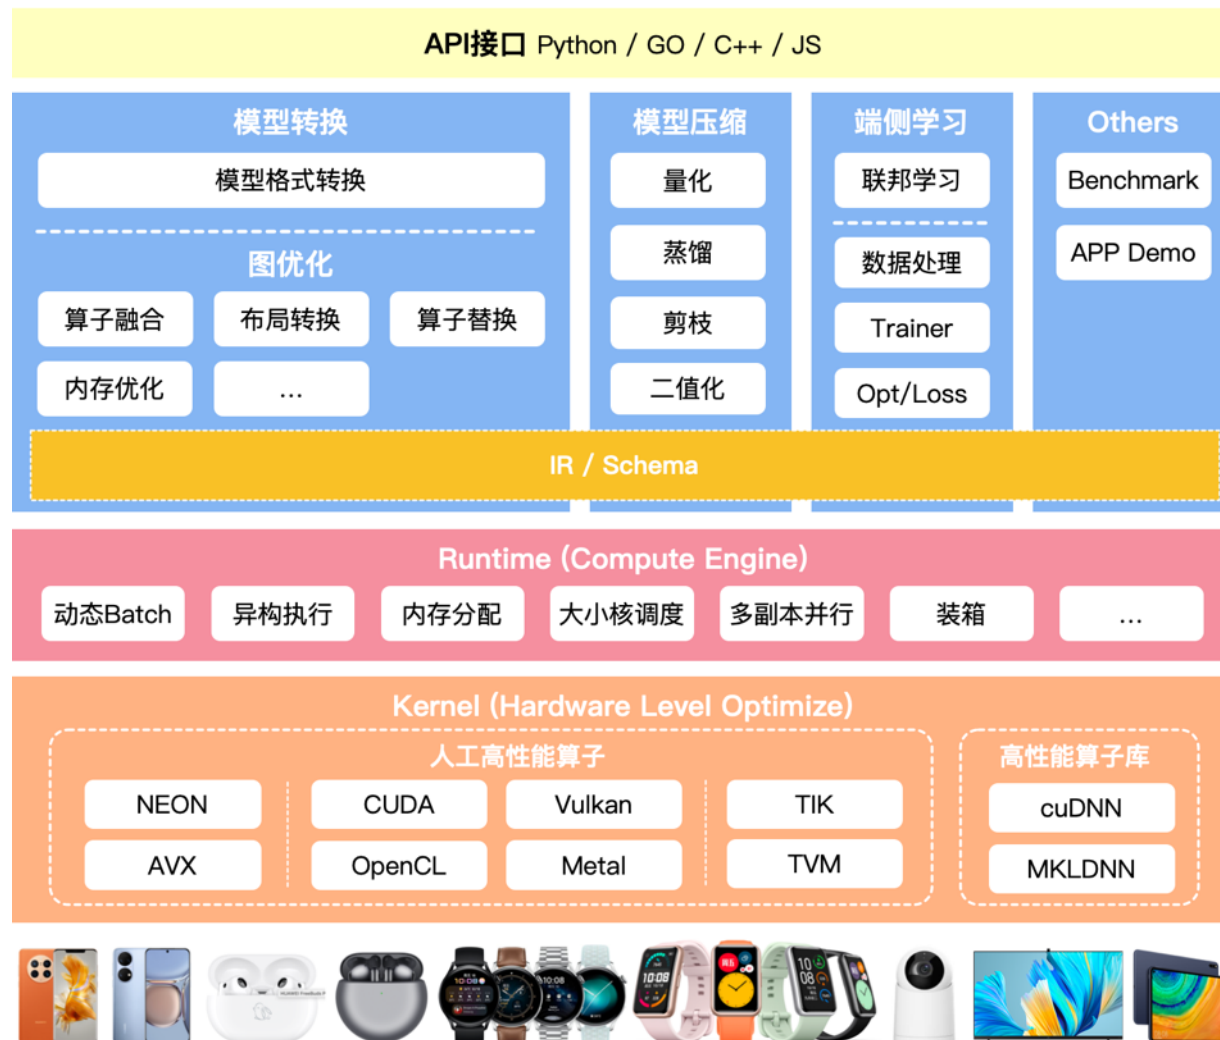 API接口 Python / GO / C++ / JS
模型转换
模型格式转换
图优化
算子融合 布局转换 算子替换
内存优化 ...
模型压缩
量化
蒸馏
剪枝
二值化
端侧学习
联邦学习
数据处理
Trainer
Opt/Loss
Others
Benchmark
APP Demo
IR / Schema
Runtime (Compute Engine)
动态Batch 异构执行 内存分配 大小核调度 多副本并行 装箱 ...
Kernel (Hardware Level Optimize)
人工高性能算子
NEON CUDA Vulkan TIK
AVX OpenCL Metal TVM
高性能算子库
cuDNN
MKLDNN
10:08
10:08